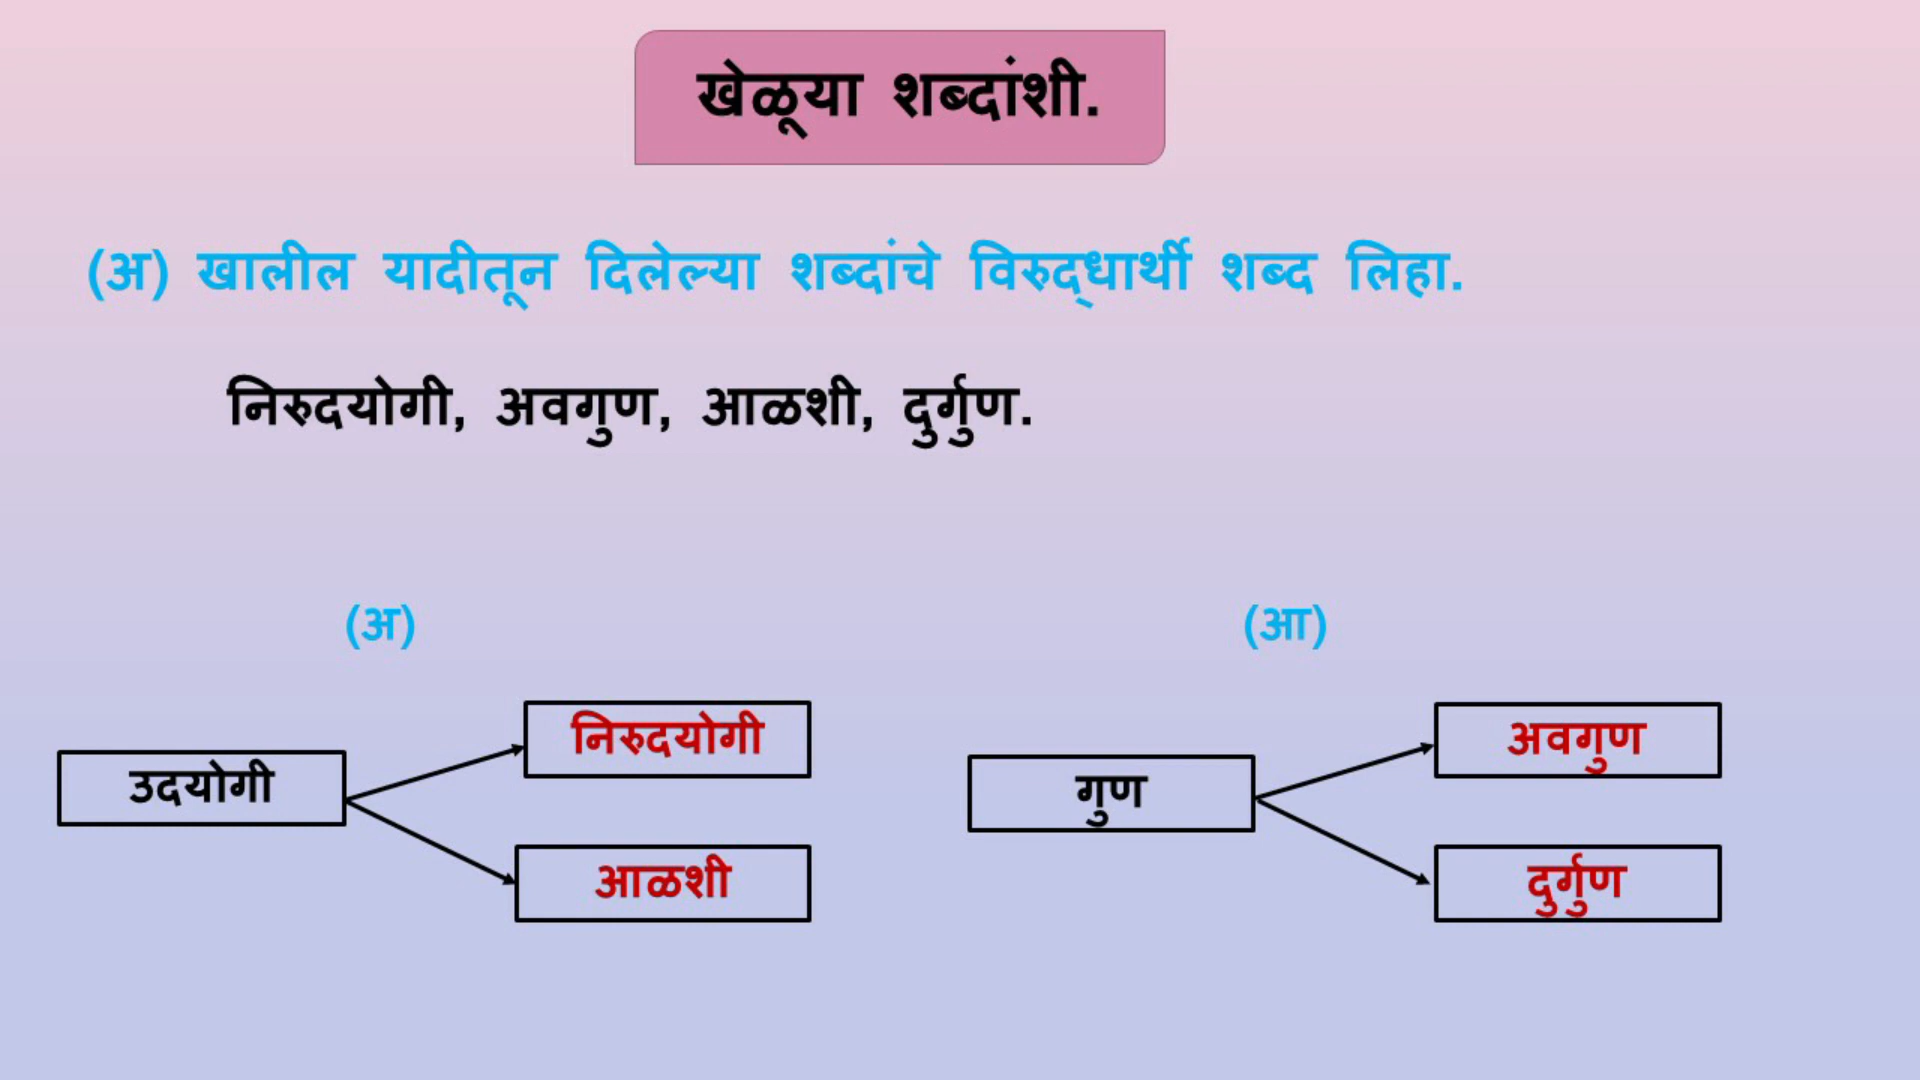 खेळूया शब्दांशी.
(अ) खालील यादीतून दिलेल्या शब्दांचे विरुद्‌धार्थी शब्द लिहा.
निरुदयोगी, अवगुण, आळशी, दुर्गुण.
(अ)
उदयोगी
निरुदयोगी
आळशी
(आ)
गुण
अवगुण
दुर्गुण